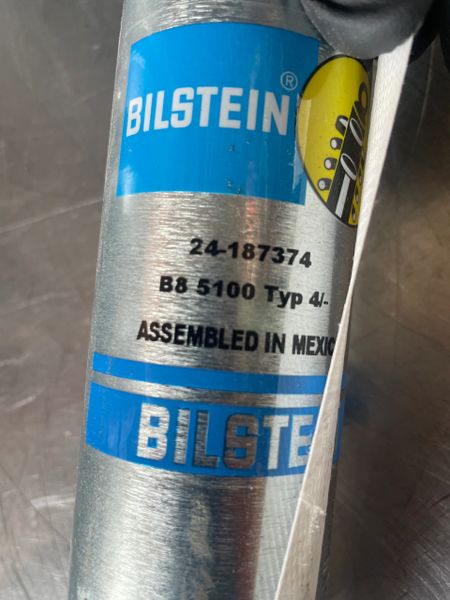 BILSTEIN®
24-187374
B8 5100 Typ 4/-
ASSEMBLED IN MEXIC
BILSTE